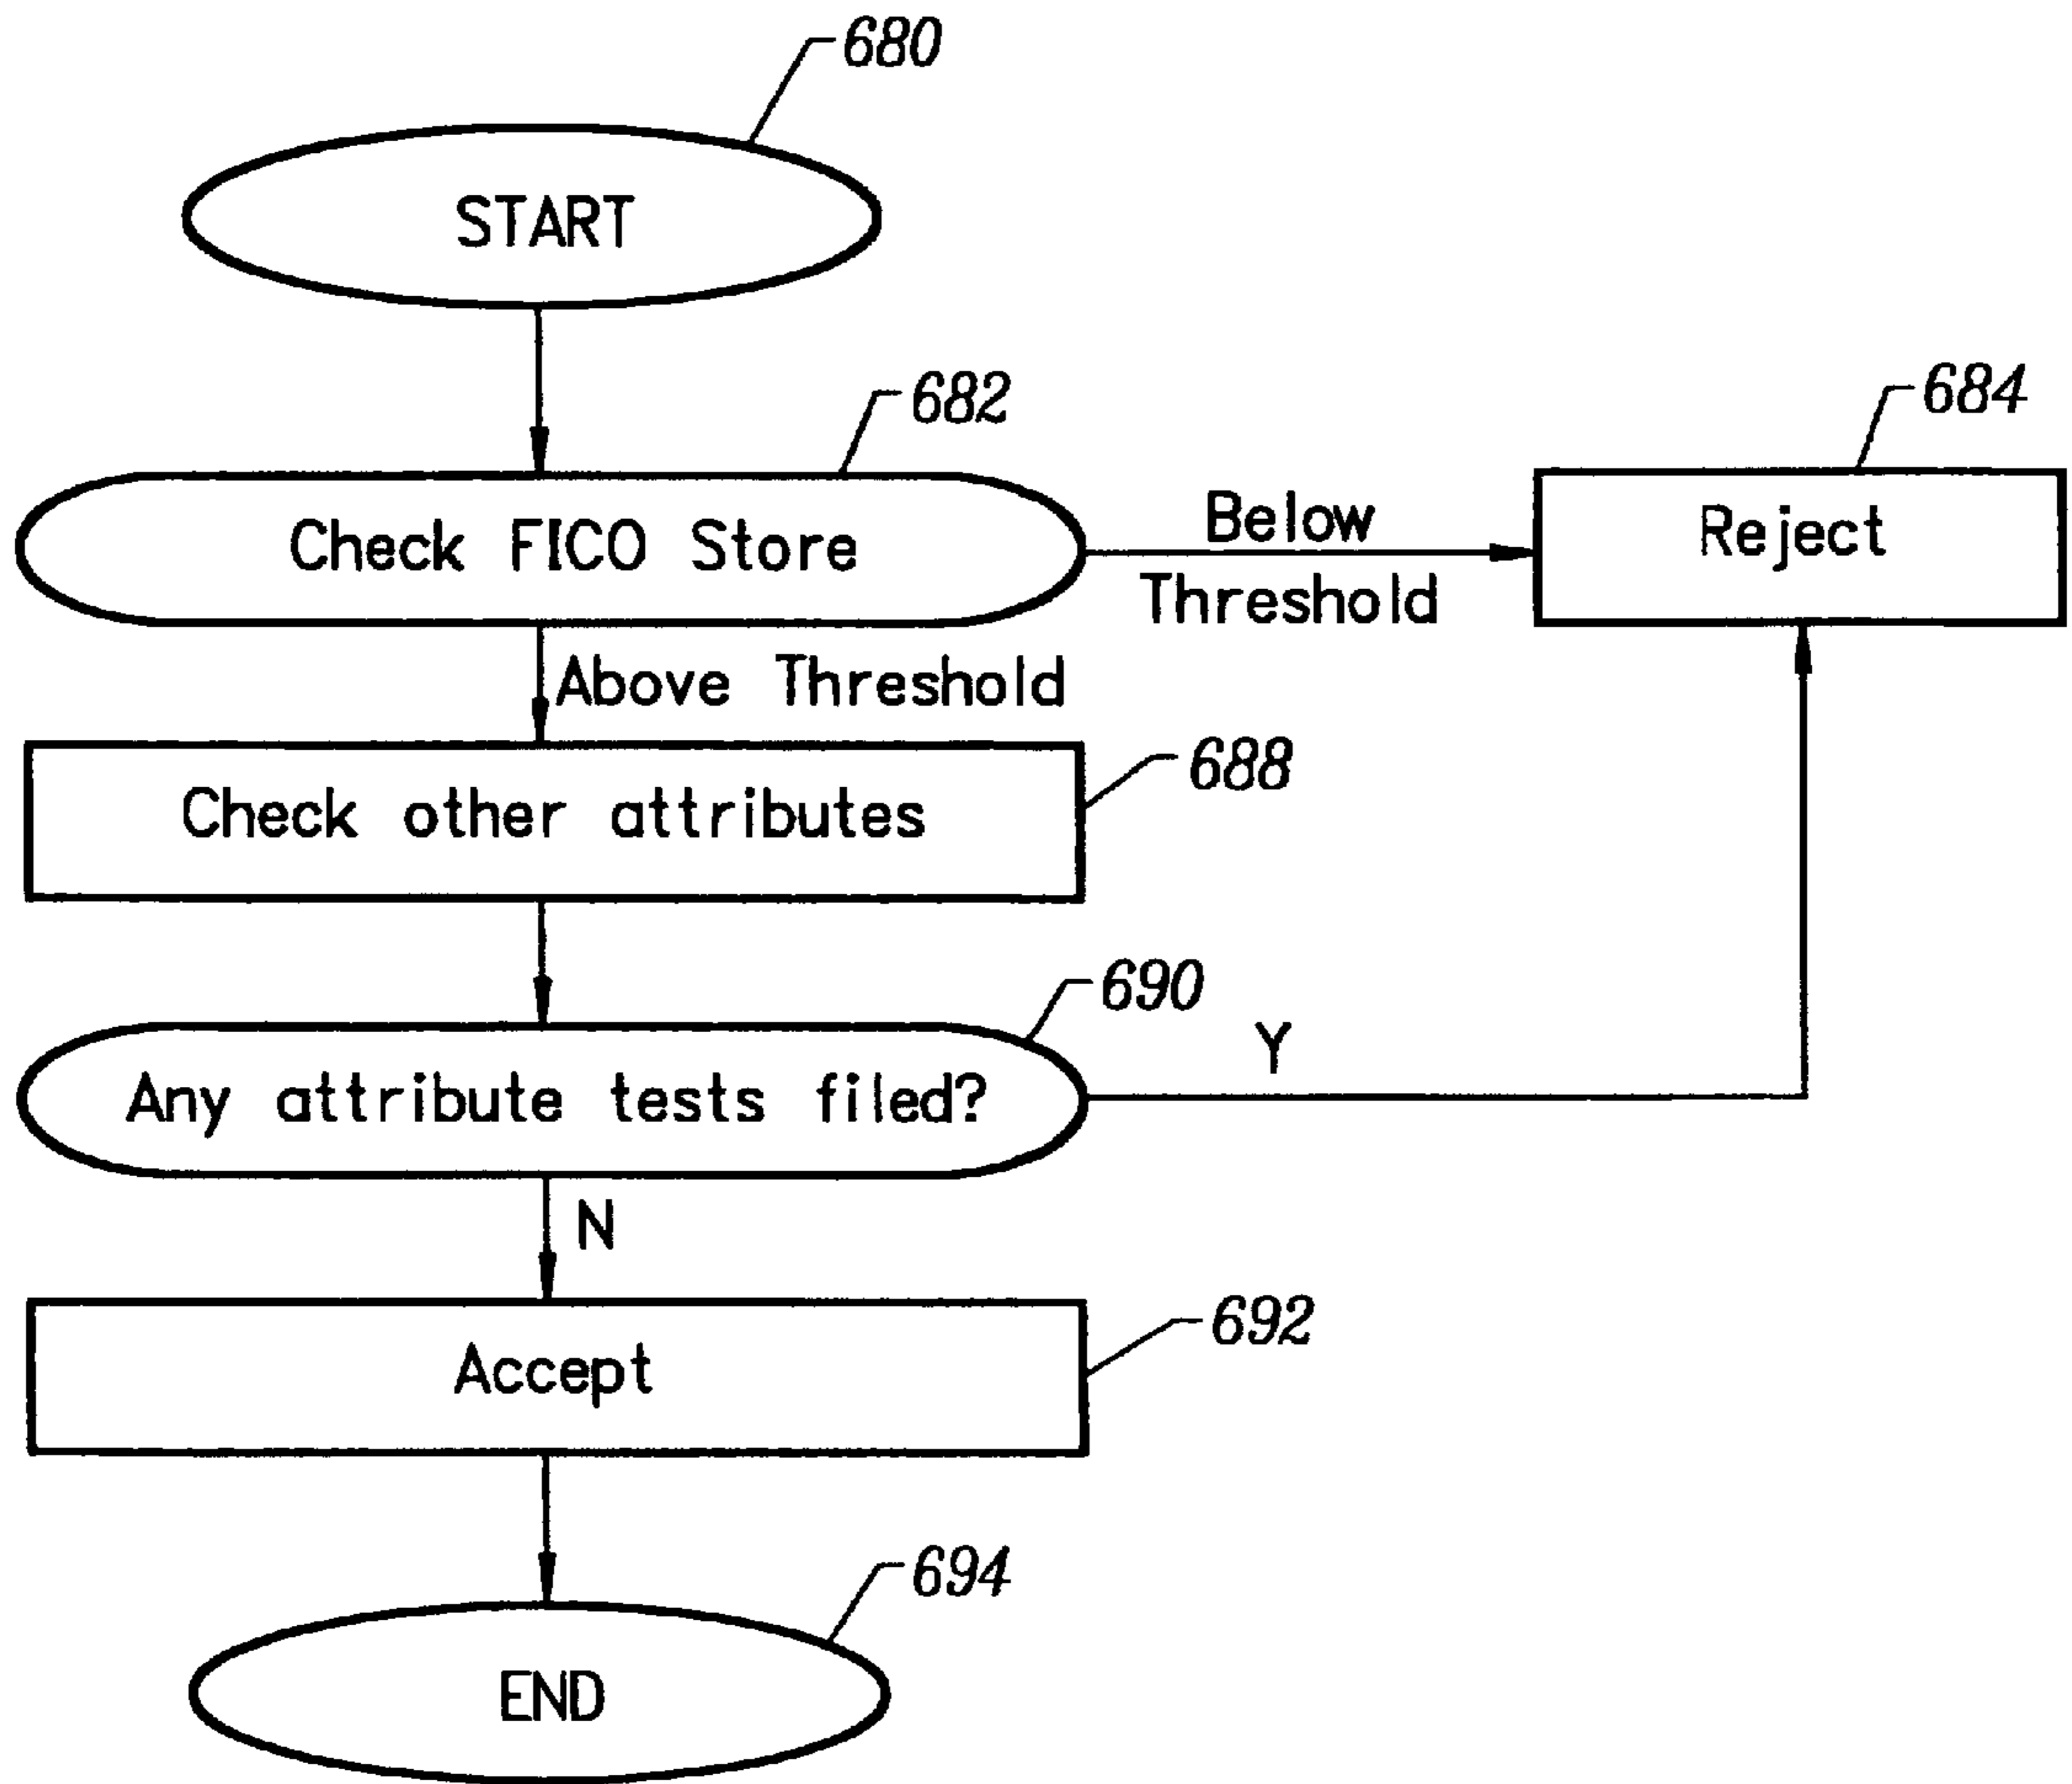 680
START
682
Check FICO Store
Below
Threshold
684
Reject
Above Threshold
688
Check other attributes
690
Any attribute tests filed?
Y
N
692
Accept
694
END